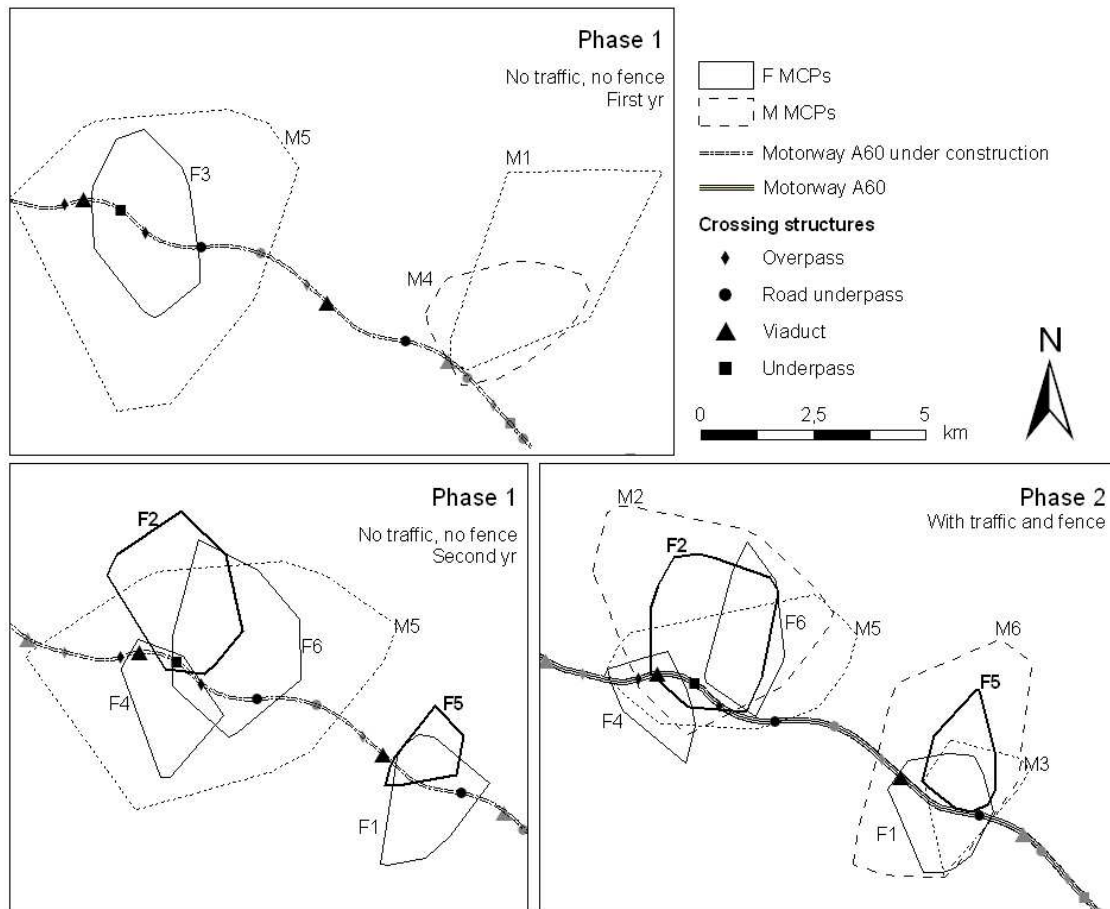 Phase 1
No traffic, no fence
First yr
M5
F3
M1
M4
F MCPs
M MCPs
Motorway A60 under construction
Motorway A60
Crossing structures
Overpass
Road underpass
Viaduct
Underpass
N
0 2,5 5
km
Phase 1
No traffic, no fence
Second yr
F2
M5
F6
F4
F5
F1
Phase 2
With traffic and fence
M2
F2
F6
M5
M6
F4
F5
M3
F1